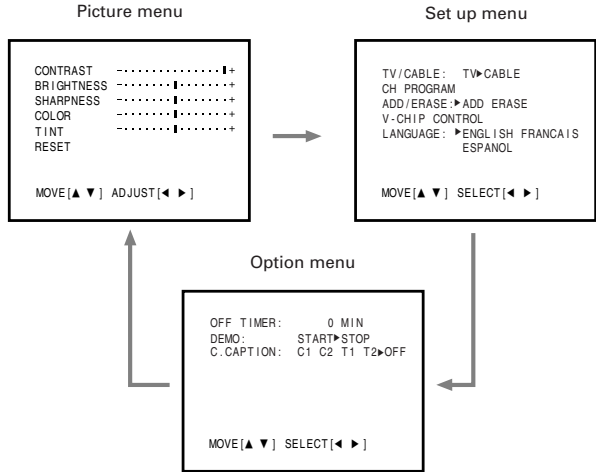 Picture menu
CONTRAST -··········▮+
BRIGHTNESS -·····▮·····+
SHARPNESS -·····▮·····+
COLOR -·····▮·····+
TINT -·····▮·····+
RESET
MOVE[▲ ▼] ADJUST[◀ ▶]
Set up menu
TV/CABLE: TV▶CABLE
CH PROGRAM
ADD/ERASE:▶ADD ERASE
V-CHIP CONTROL
LANGUAGE: ▶ENGLISH FRANCAIS
ESPANOL
MOVE[▲ ▼] SELECT[◀ ▶]
Option menu
OFF TIMER: 0 MIN
DEMO: START▶STOP
C.CAPTION: C1 C2 T1 T2▶OFF
MOVE[▲ ▼] SELECT[◀ ▶]